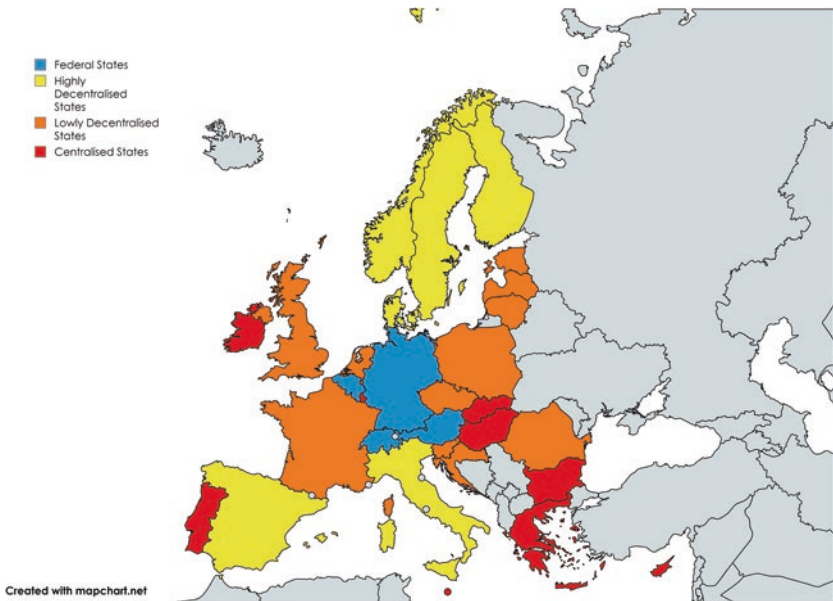 Federal States
Highly
Decentralised
States
Lowly Decentralised
States
Centralised States
Created with mapchart.net